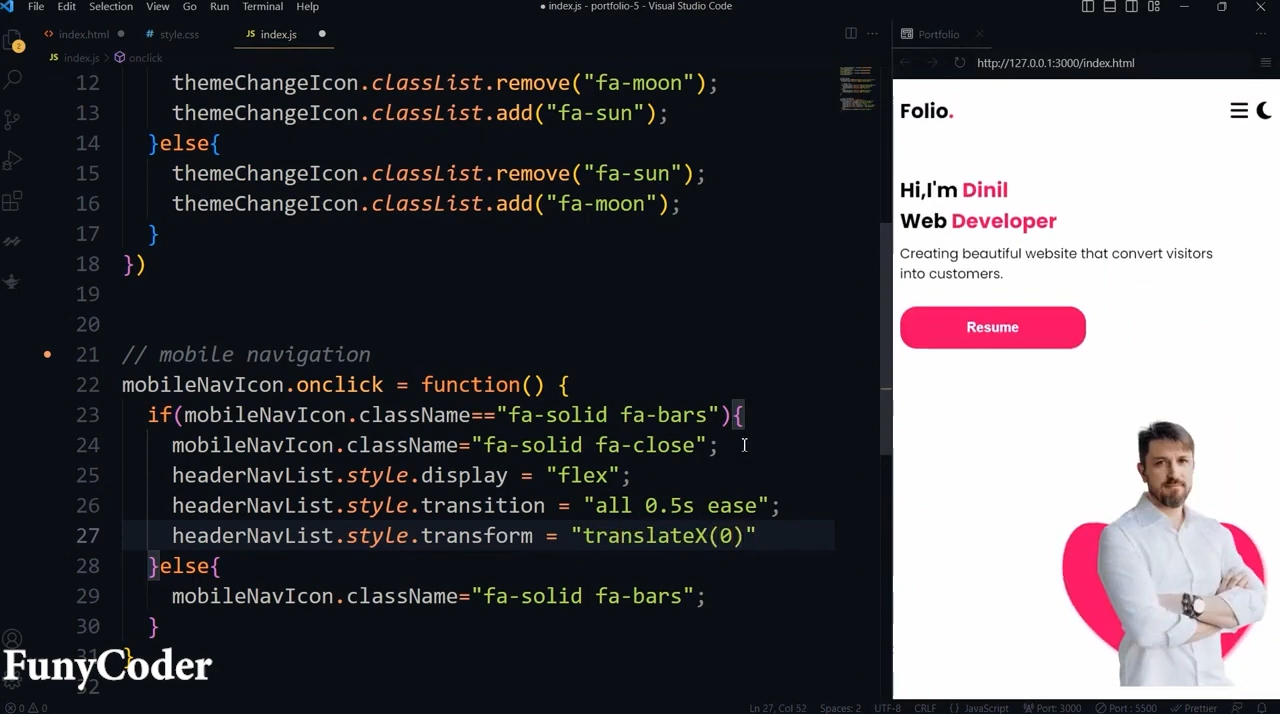 File Edit Selection View Go Run Terminal Help
● index.js - portfolio-5 - Visual Studio Code
index.html
style.css
JS index.js
JS index.js > onclick
2
12 themeChangeIcon.classList.remove("fa-moon");
13 themeChangeIcon.classList.add("fa-sun");
14 }else{
15 themeChangeIcon.classList.remove("fa-sun");
16 themeChangeIcon.classList.add("fa-moon");
17 }
18 })
19
20
21 // mobile navigation
22 mobileNavIcon.onclick = function() {
23 if(mobileNavIcon.className=="fa-solid fa-bars"){
24 mobileNavIcon.className="fa-solid fa-close";
25 headerNavList.style.display = "flex";
26 headerNavList.style.transition = "all 0.5s ease";
27 headerNavList.style.transform = "translateX(0)"
28 }else{
29 mobileNavIcon.className="fa-solid fa-bars";
30 }
31 }
32
FunyCoder
Portfolio
http://127.0.0.1:3000/index.html
Folio.
Hi,I'm Dinil
Web Developer
Creating beautiful website that convert visitors
into customers.
Resume
0 0
Ln 27, Col 52 Spaces: 2 UTF-8 CRLF {} JavaScript Port: 3000 Port : 5500 Prettier